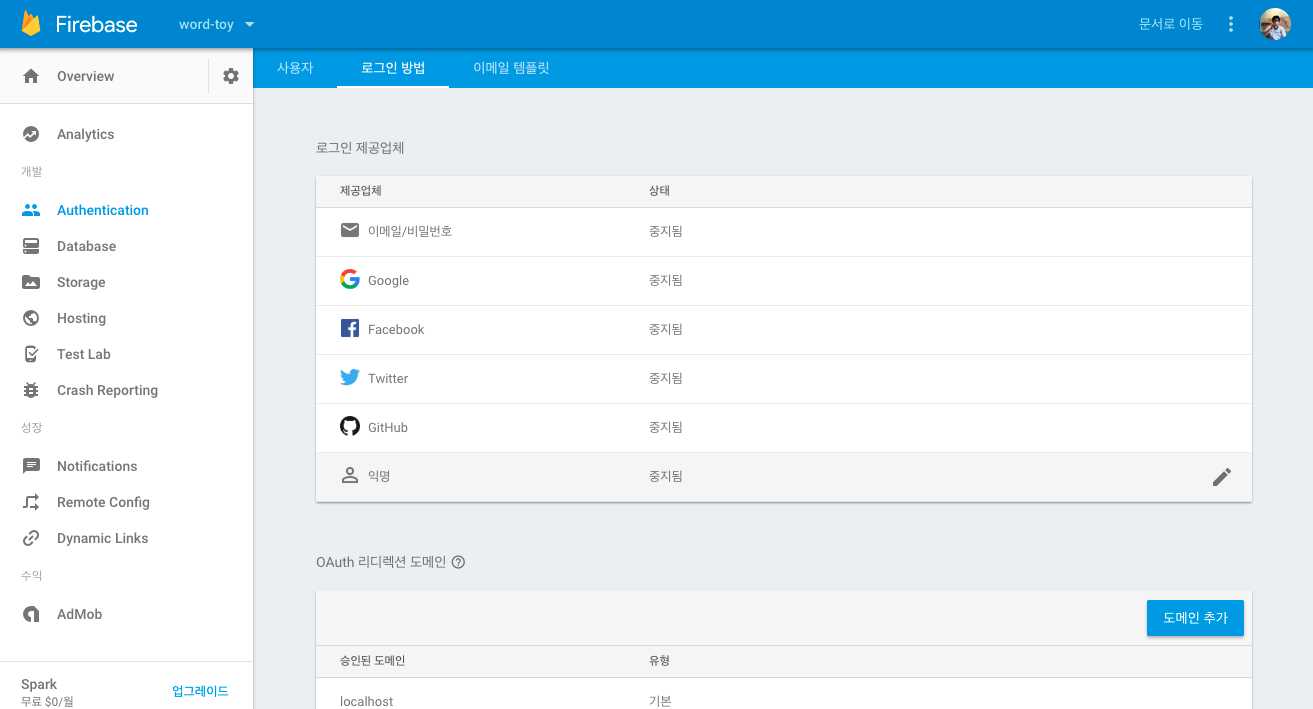 Firebase
word-toy
문서로 이동
Overview
사용자
로그인 방법
이메일 템플릿
Analytics
개발
Authentication
Database
Storage
Hosting
Test Lab
Crash Reporting
성장
Notifications
Remote Config
Dynamic Links
수익
AdMob
Spark
무료 $0/월
업그레이드
로그인 제공업체
제공업체 상태
이메일/비밀번호 중지됨
Google 중지됨
Facebook 중지됨
Twitter 중지됨
GitHub 중지됨
익명 중지됨
OAuth 리디렉션 도메인
도메인 추가
승인된 도메인 유형
localhost 기본